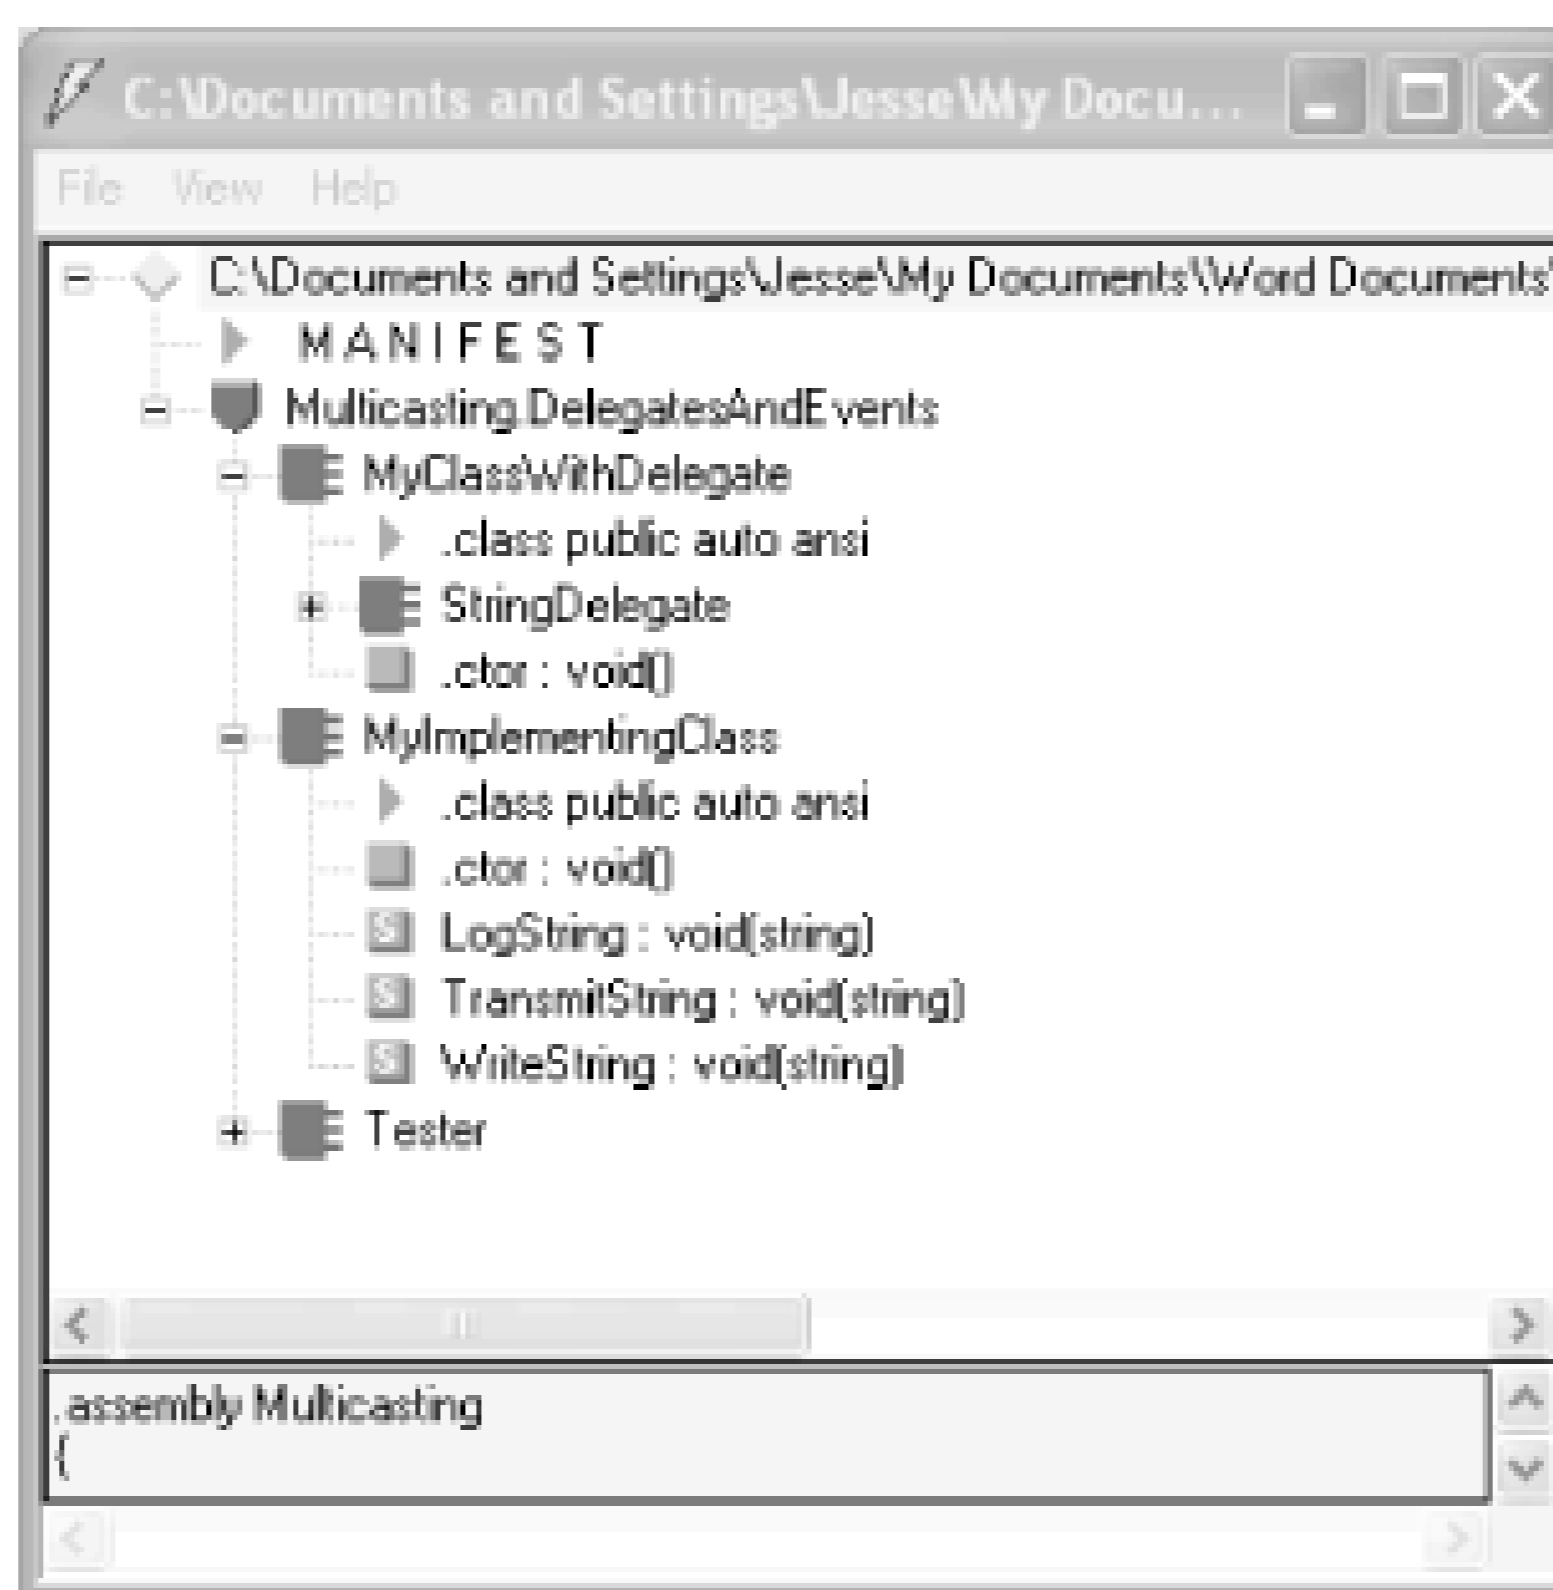 C:\Documents and Settings\Jesse\My Docu...
File View Help
C:\Documents and Settings\Jesse\My Documents\Word Documents\
M A N I F E S T
Multicasting.DelegatesAndEvents
MyClassWithDelegate
.class public auto ansi
StringDelegate
.ctor : void()
MyImplementingClass
.class public auto ansi
.ctor : void()
LogString : void(string)
TransmitString : void(string)
WriteString : void(string)
Tester
.assembly Multicasting
{